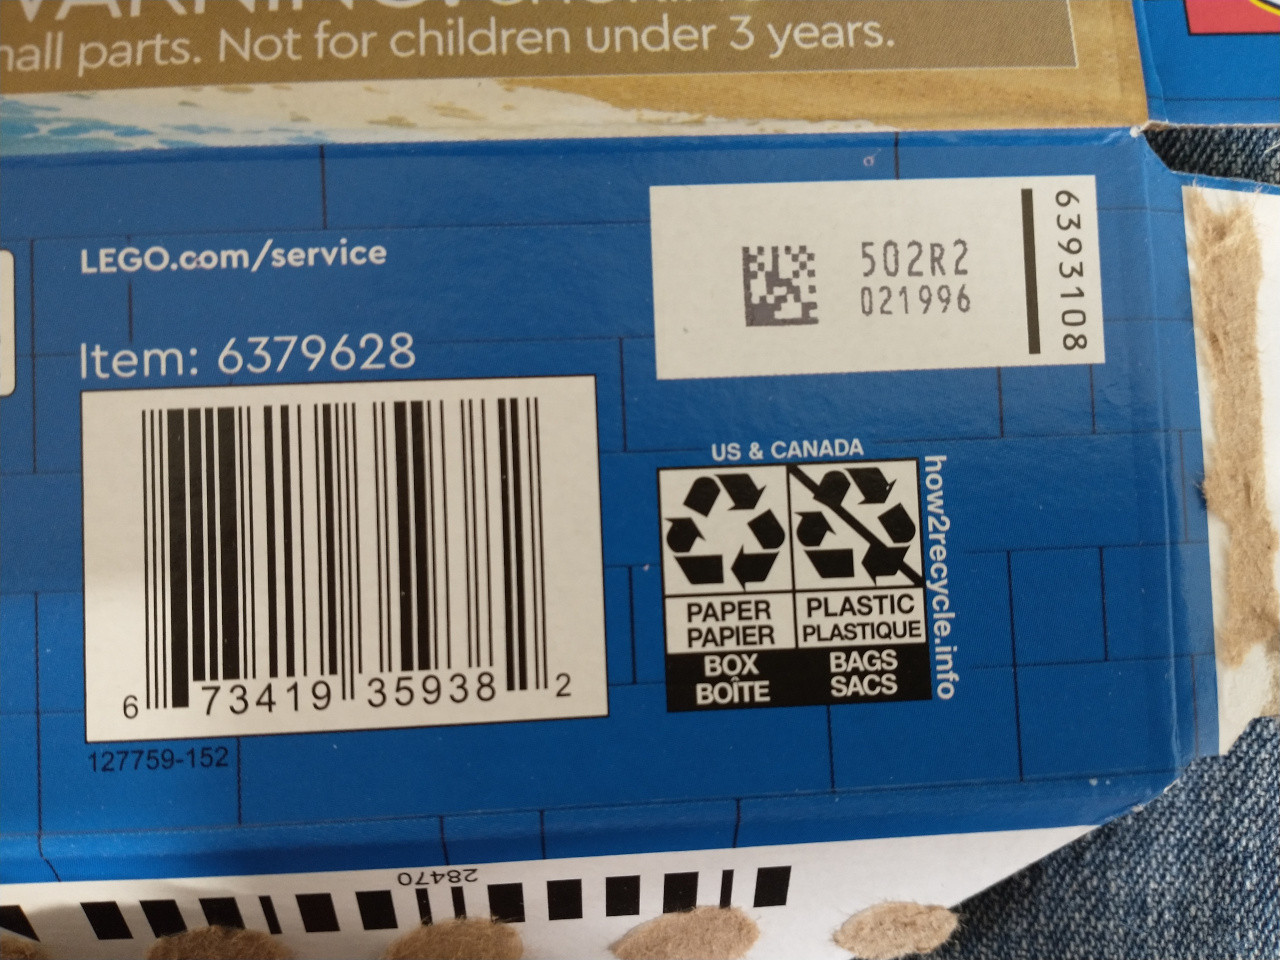 parts. Not for children under 3 years.
LEGO.com/service
Item: 6379628
6 73419 35938 2
127759-152
502R2
021996
6393108
US & CANADA
PAPER
PAPIER
BOX
BOÎTE
PLASTIC
PLASTIQUE
BAGS
SACS
how2recycle.info
28470